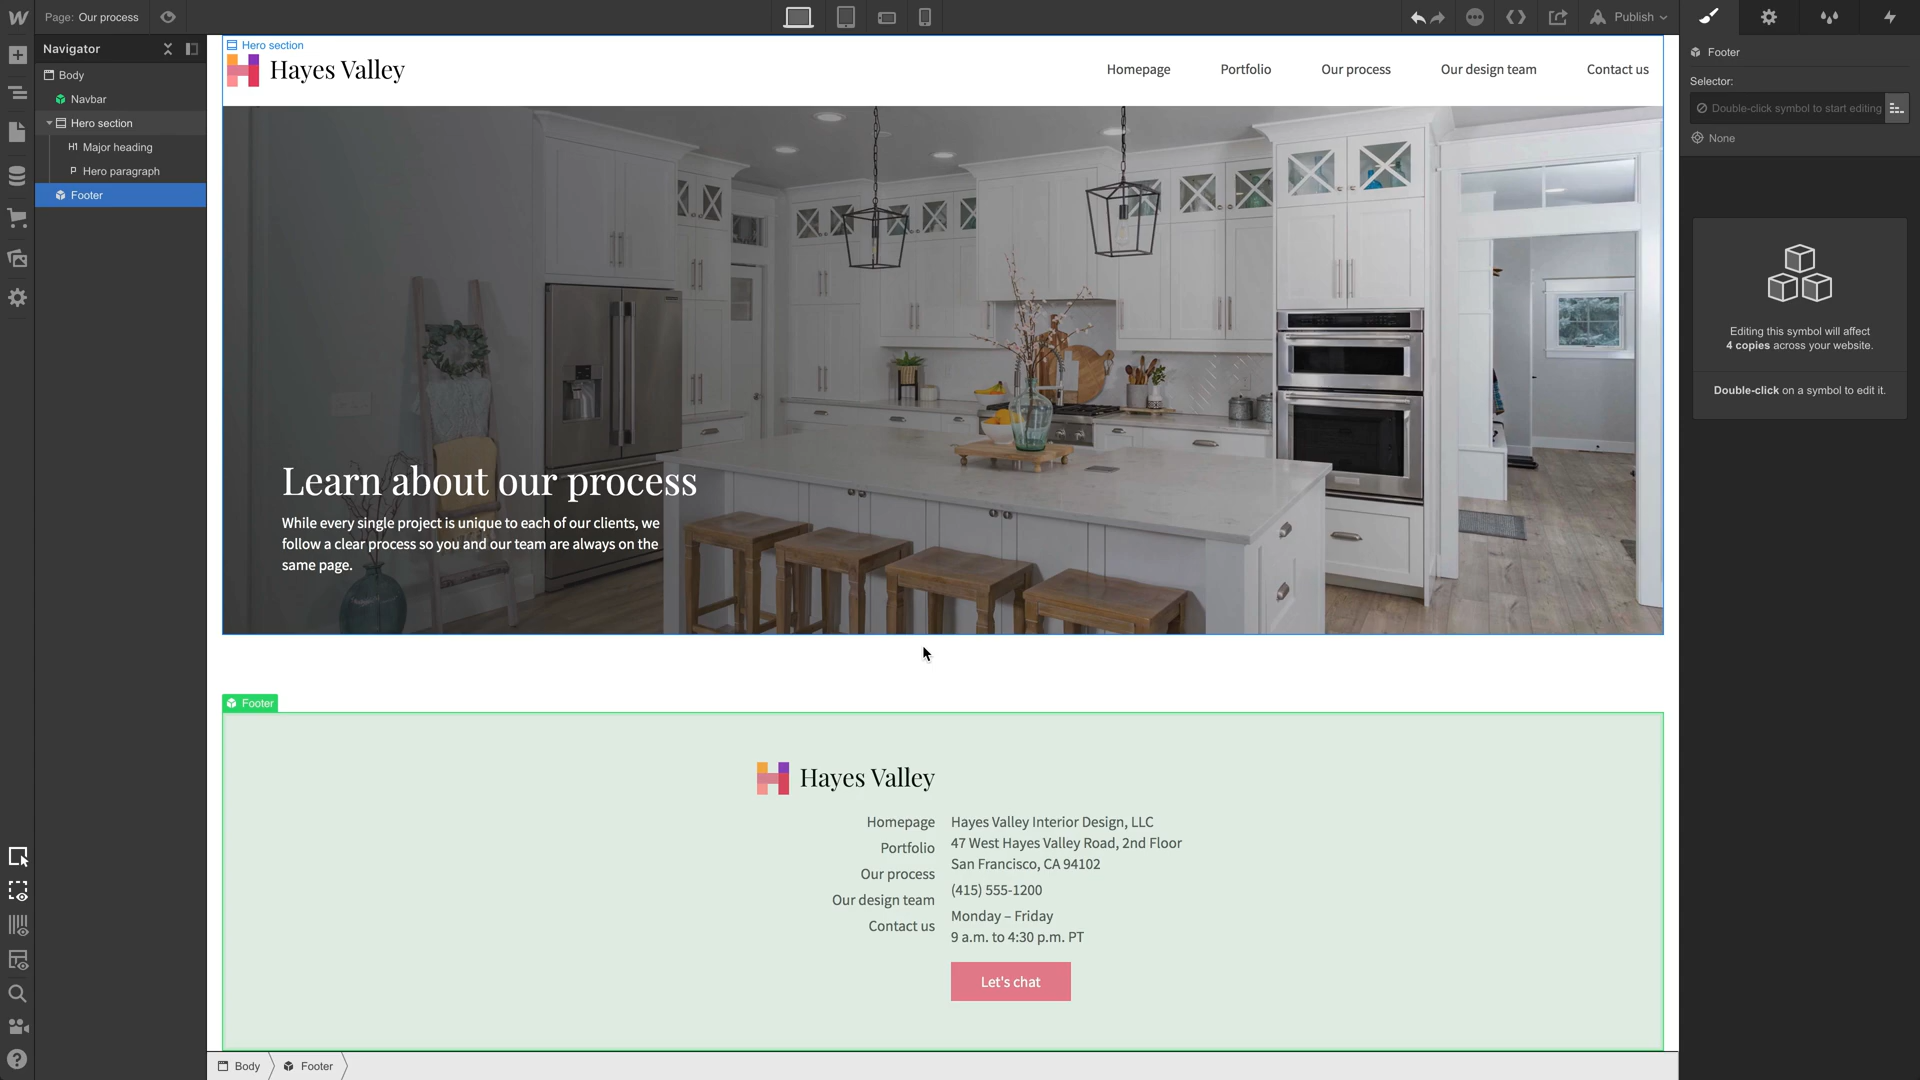 Page: Our process
Publish
Navigator
Body
Navbar
Hero section
H1 Major heading
P Hero paragraph
Footer
Hero section
Hayes Valley
Homepage
Portfolio
Our process
Our design team
Contact us
Learn about our process
While every single project is unique to each of our clients, we
follow a clear process so you and our team are always on the
same page.
Footer
Hayes Valley
Homepage
Portfolio
Our process
Our design team
Contact us
Hayes Valley Interior Design, LLC
47 West Hayes Valley Road, 2nd Floor
San Francisco, CA 94102
(415) 555-1200
Monday – Friday
9 a.m. to 4:30 p.m. PT
Let's chat
Body
Footer
Footer
Selector:
Double-click symbol to start editing
None
Editing this symbol will affect
4 copies across your website.
Double-click on a symbol to edit it.